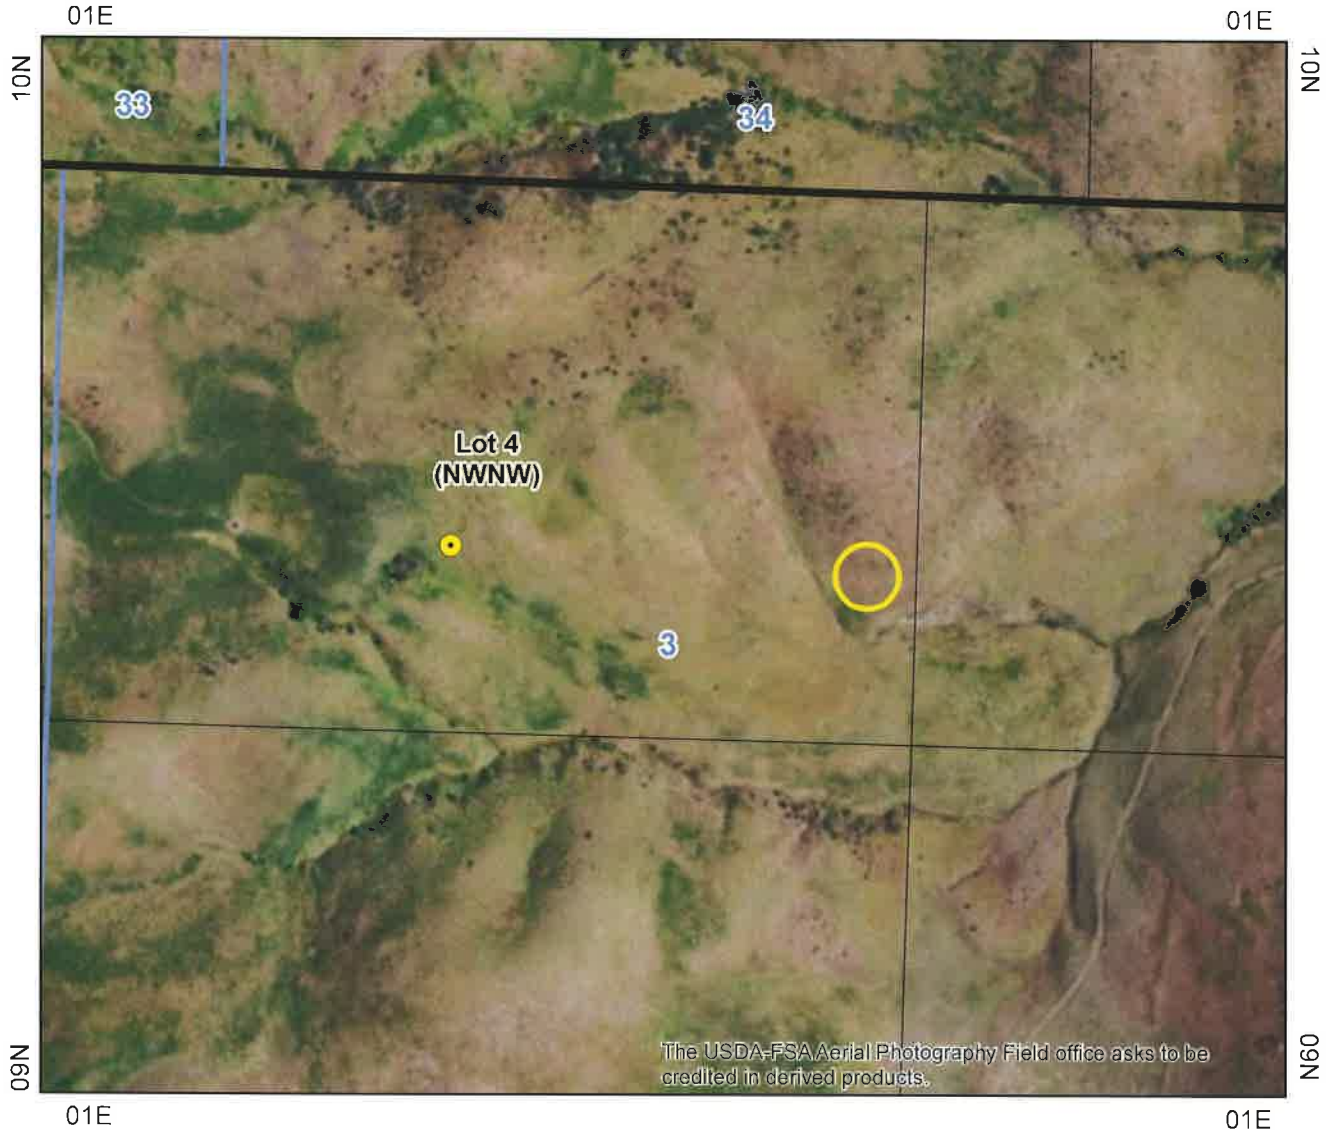 01E
01E
10N
10N
33
34
Lot 4
(NWNW)
3
The USDA-FSA Aerial Photography Field office asks to be
credited in derived products.
09N
09N
01E
01E